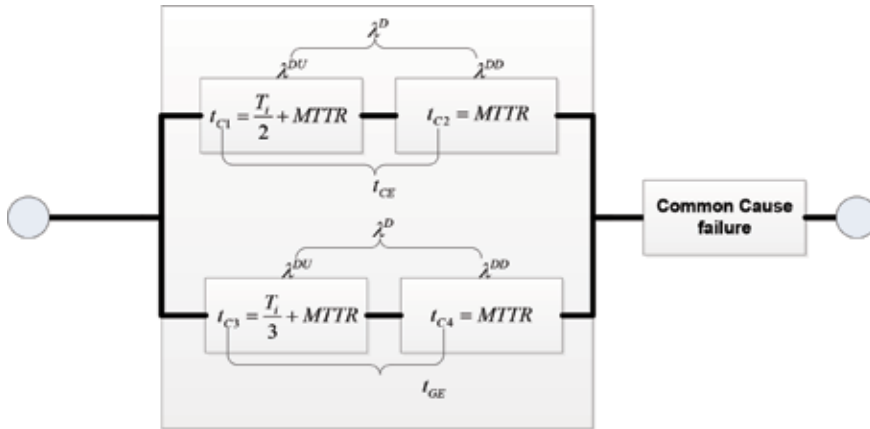 λ^D
λ^DU λ^DD
t_C1 = T_i/2 + MTTR t_C2 = MTTR
t_CE
Common Cause
failure
λ^D
λ^DU λ^DD
t_C3 = T_i/3 + MTTR t_C4 = MTTR
t_GE